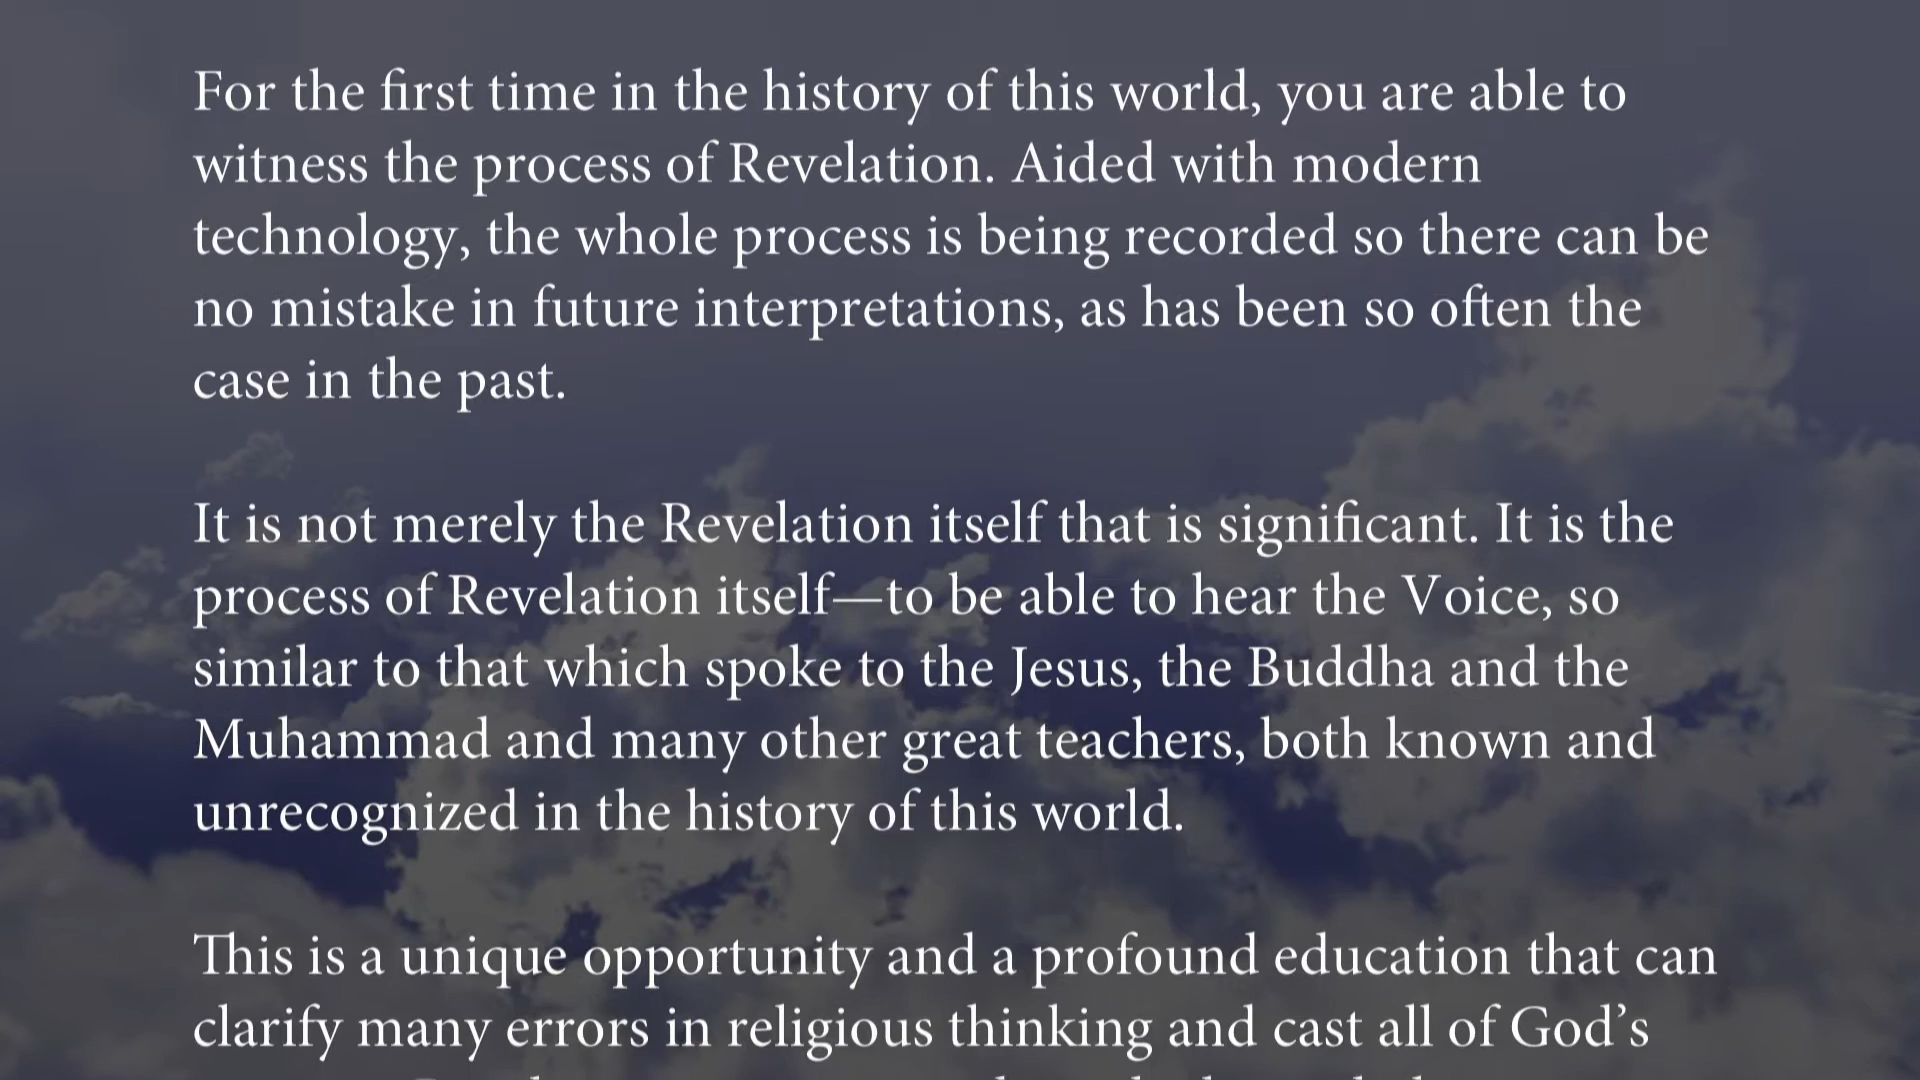 For the first time in the history of this world, you are able to
witness the process of Revelation. Aided with modern
technology, the whole process is being recorded so there can be
no mistake in future interpretations, as has been so often the
case in the past.
It is not merely the Revelation itself that is significant. It is the
process of Revelation itself—to be able to hear the Voice, so
similar to that which spoke to the Jesus, the Buddha and the
Muhammad and many other great teachers, both known and
unrecognized in the history of this world.
This is a unique opportunity and a profound education that can
clarify many errors in religious thinking and cast all of God’s